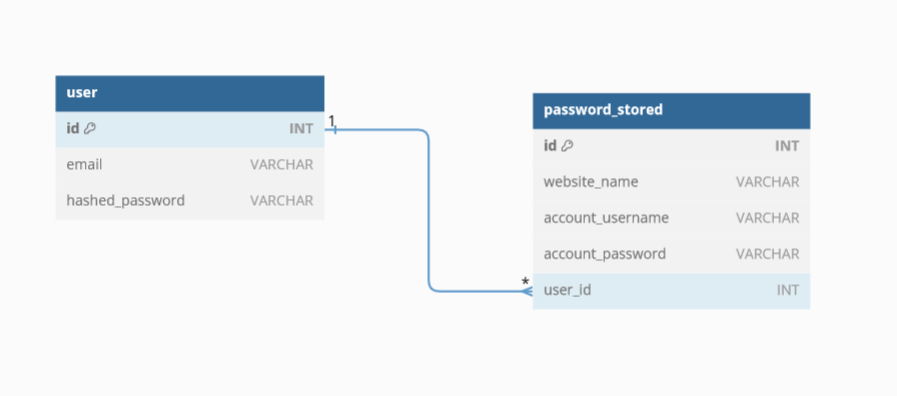 user
id INT
email VARCHAR
hashed_password VARCHAR
1
*
password_stored
id INT
website_name VARCHAR
account_username VARCHAR
account_password VARCHAR
user_id INT